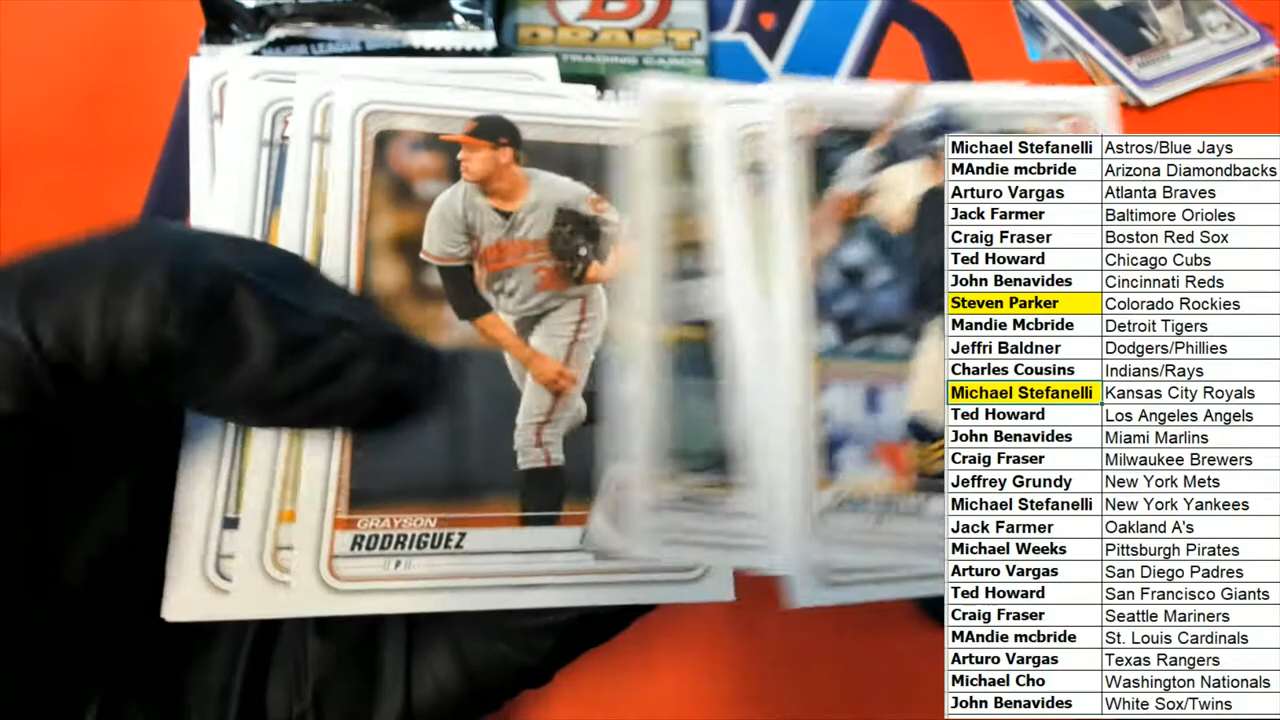 B
DRAFT
TRADING CARDS
GRAYSON
RODRIGUEZ
P
Michael Stefanelli Astros/Blue Jays
MAndie mcbride Arizona Diamondbacks
Arturo Vargas Atlanta Braves
Jack Farmer Baltimore Orioles
Craig Fraser Boston Red Sox
Ted Howard Chicago Cubs
John Benavides Cincinnati Reds
Steven Parker Colorado Rockies
Mandie Mcbride Detroit Tigers
Jeffri Baldner Dodgers/Phillies
Charles Cousins Indians/Rays
Michael Stefanelli Kansas City Royals
Ted Howard Los Angeles Angels
John Benavides Miami Marlins
Craig Fraser Milwaukee Brewers
Jeffrey Grundy New York Mets
Michael Stefanelli New York Yankees
Jack Farmer Oakland A's
Michael Weeks Pittsburgh Pirates
Arturo Vargas San Diego Padres
Ted Howard San Francisco Giants
Craig Fraser Seattle Mariners
MAndie mcbride St. Louis Cardinals
Arturo Vargas Texas Rangers
Michael Cho Washington Nationals
John Benavides White Sox/Twins